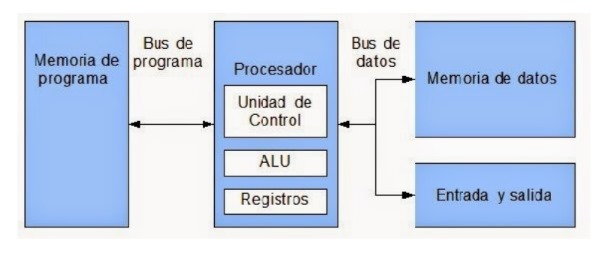 Memoria de
programa
Bus de
programa
Procesador
Unidad de
Control
ALU
Registros
Bus de
datos
Memoria de datos
Entrada y salida